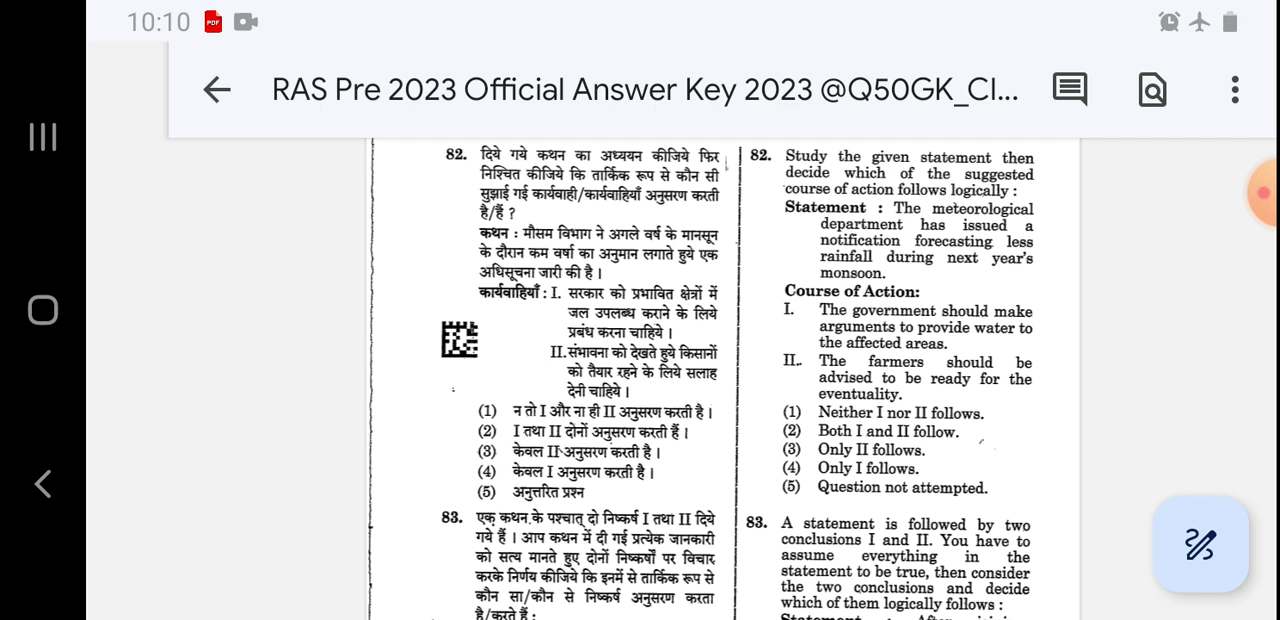 10:10
PDF
RAS Pre 2023 Official Answer Key 2023 @Q50GK_Cl...
82. दिये गये कथन का अध्ययन कीजिये फिर
निश्चित कीजिये कि तार्किक रूप से कौन सी
सुझाई गई कार्यवाही/कार्यवाहियाँ अनुसरण करती
है/हैं ?
कथन : मौसम विभाग ने अगले वर्ष के मानसून
के दौरान कम वर्षा का अनुमान लगाते हुये एक
अधिसूचना जारी की है।
कार्यवाहियाँ : I. सरकार को प्रभावित क्षेत्रों में
जल उपलब्ध कराने के लिये
प्रबंध करना चाहिये।
II. संभावना को देखते हुये किसानों
को तैयार रहने के लिये सलाह
देनी चाहिये।
(1) न तो I और ना ही II अनुसरण करती है।
(2) I तथा II दोनों अनुसरण करती हैं।
(3) केवल II अनुसरण करती है।
(4) केवल I अनुसरण करती है।
(5) अनुत्तरित प्रश्न
83. एक कथन के पश्चात् दो निष्कर्ष I तथा II दिये
गये हैं। आप कथन में दी गई प्रत्येक जानकारी
को सत्य मानते हुए दोनों निष्कर्षों पर विचार
करके निर्णय कीजिये कि इनमें से तार्किक रूप से
कौन सा/कौन से निष्कर्ष अनुसरण करता
है/करते हैं :
82. Study the given statement then
decide which of the suggested
course of action follows logically :
Statement : The meteorological
department has issued a
notification forecasting less
rainfall during next year's
monsoon.
Course of Action:
I. The government should make
arguments to provide water to
the affected areas.
II. The farmers should be
advised to be ready for the
eventuality.
(1) Neither I nor II follows.
(2) Both I and II follow.
(3) Only II follows.
(4) Only I follows.
(5) Question not attempted.
83. A statement is followed by two
conclusions I and II. You have to
assume everything in the
statement to be true, then consider
the two conclusions and decide
which of them logically follows :